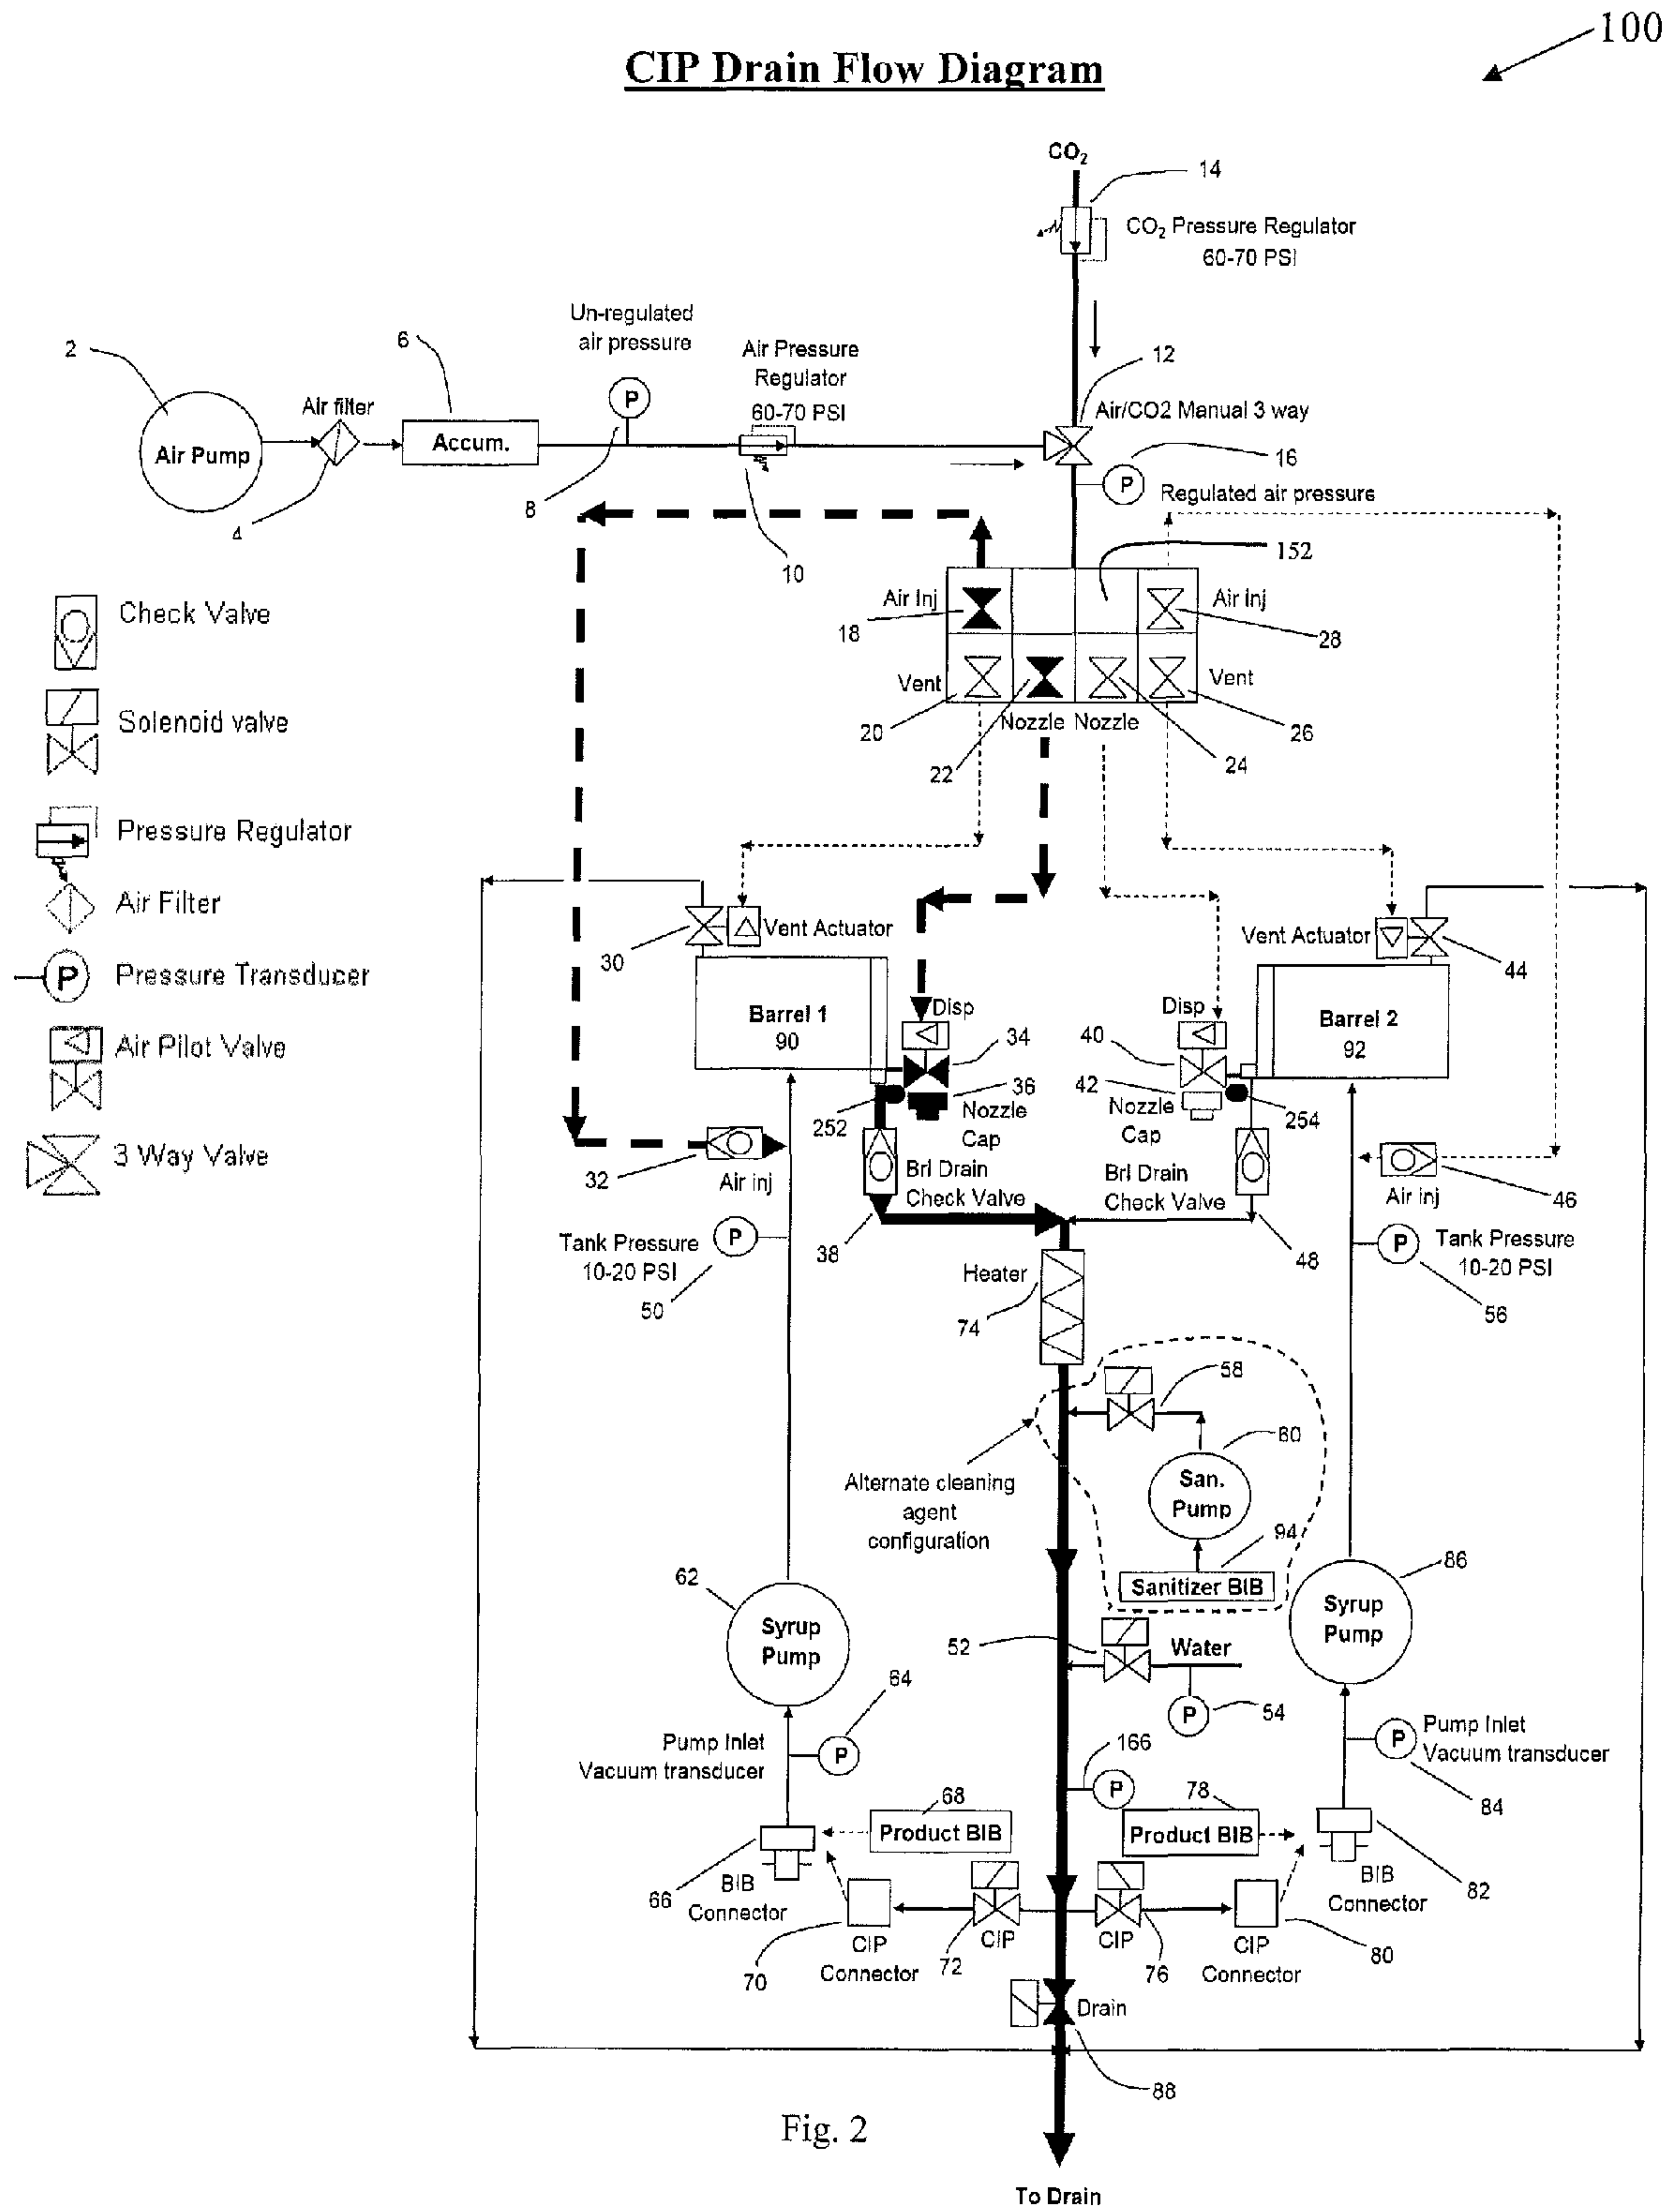 100
CIP Drain Flow Diagram
CO2
14
CO2 Pressure Regulator
60-70 PSI
Un-regulated
air pressure
2
6
Air Pressure
Regulator
60-70 PSI
12
Air filter
Air/CO2 Manual 3 way
P
Air Pump
Accum.
16
P
Regulated air pressure
4
8
10
152
Check Valve
Air Inj
Air Inj
18
28
Vent
Vent
Solenoid valve
20
Nozzle Nozzle
26
22
24
Pressure Regulator
Air Filter
Vent Actuator
Vent Actuator
30
44
P
Pressure Transducer
Barrel 1
90
Disp
Disp
Barrel 2
92
Air Pilot Valve
34
40
36
42
252
Nozzle
Cap
Nozzle
Cap
254
3 Way Valve
32
Air inj
Brl Drain
Check Valve
Brl Drain
Check Valve
Air inj
46
P
Tank Pressure
10-20 PSI
50
38
48
P
Tank Pressure
10-20 PSI
56
Heater
74
58
60
Alternate cleaning
agent
configuration
San.
Pump
94
Sanitizer BIB
62
86
Syrup
Pump
Syrup
Pump
52
Water
64
P
54
Pump Inlet
Vacuum transducer
P
166
P
P
Pump Inlet
Vacuum transducer
84
68
Product BIB
78
Product BIB
66
BIB
Connector
BIB
Connector
82
70
CIP
Connector
72
CIP
CIP
76
CIP
Connector
80
Drain
88
Fig. 2
To Drain